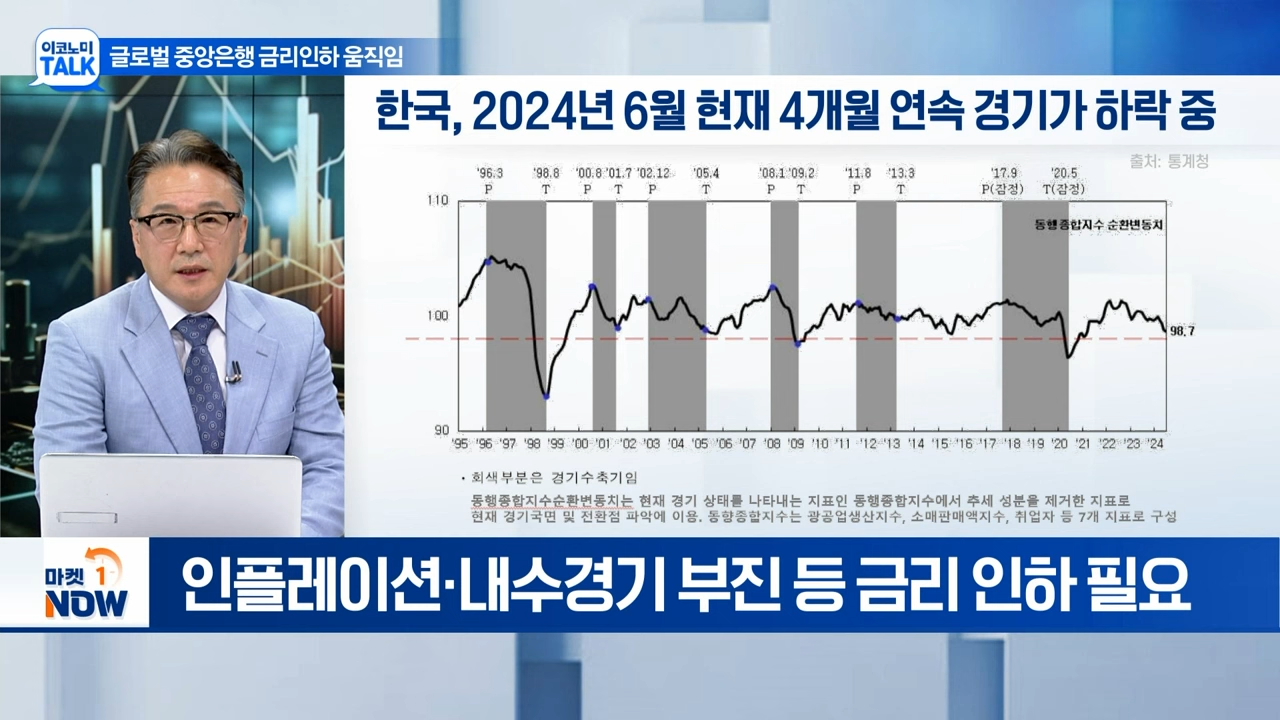 이코노미
TALK
글로벌 중앙은행 금리인하 움직임
한국, 2024년 6월 현재 4개월 연속 경기가 하락 중
출처: 통계청
'96.3 '98.8 '00.8 '01.7 '02.12 '05.4 '08.1 '09.2 '11.8 '13.3 '17.9 '20.5
P T P T P T P T P T P(잠정) T(잠정)
110
동행종합지수 순환변동치
100
98.7
90
'95 '96 '97 '98 '99 '00 '01 '02 '03 '04 '05 '06 '07 '08 '09 '10 '11 '12 '13 '14 '15 '16 '17 '18 '19 '20 '21 '22 '23 '24
• 회색부분은 경기수축기임
동행종합지수순환변동치는 현재 경기 상태를 나타내는 지표인 동행종합지수에서 추세 성분을 제거한 지표로
현재 경기국면 및 전환점 파악에 이용. 동향종합지수는 광공업생산지수, 소매판매액지수, 취업자 등 7개 지표로 구성
마켓 1
NOW
인플레이션·내수경기 부진 등 금리 인하 필요